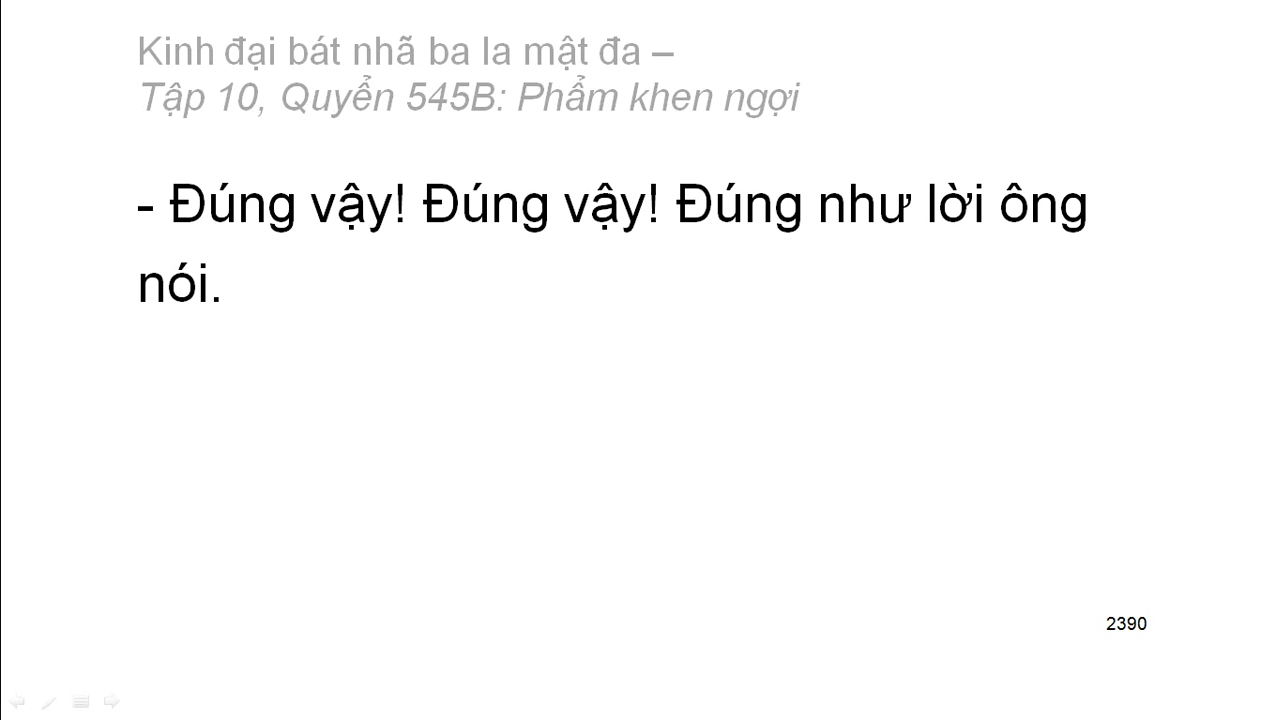 Kinh đại bát nhã ba la mật đa –
Tập 10, Quyển 545B: Phẩm khen ngợi
- Đúng vậy! Đúng vậy! Đúng như lời ông
nói.
2390